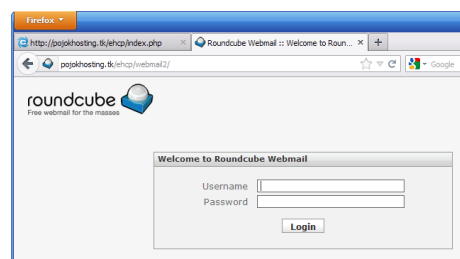 Firefox
http://pojokhosting.tk/ehcp/index.php
Roundcube Webmail :: Welcome to Roun...
pojokhosting.tk/ehcp/webmail2/
Google
roundcube
Free webmail for the masses
Welcome to Roundcube Webmail
Username
Password
Login